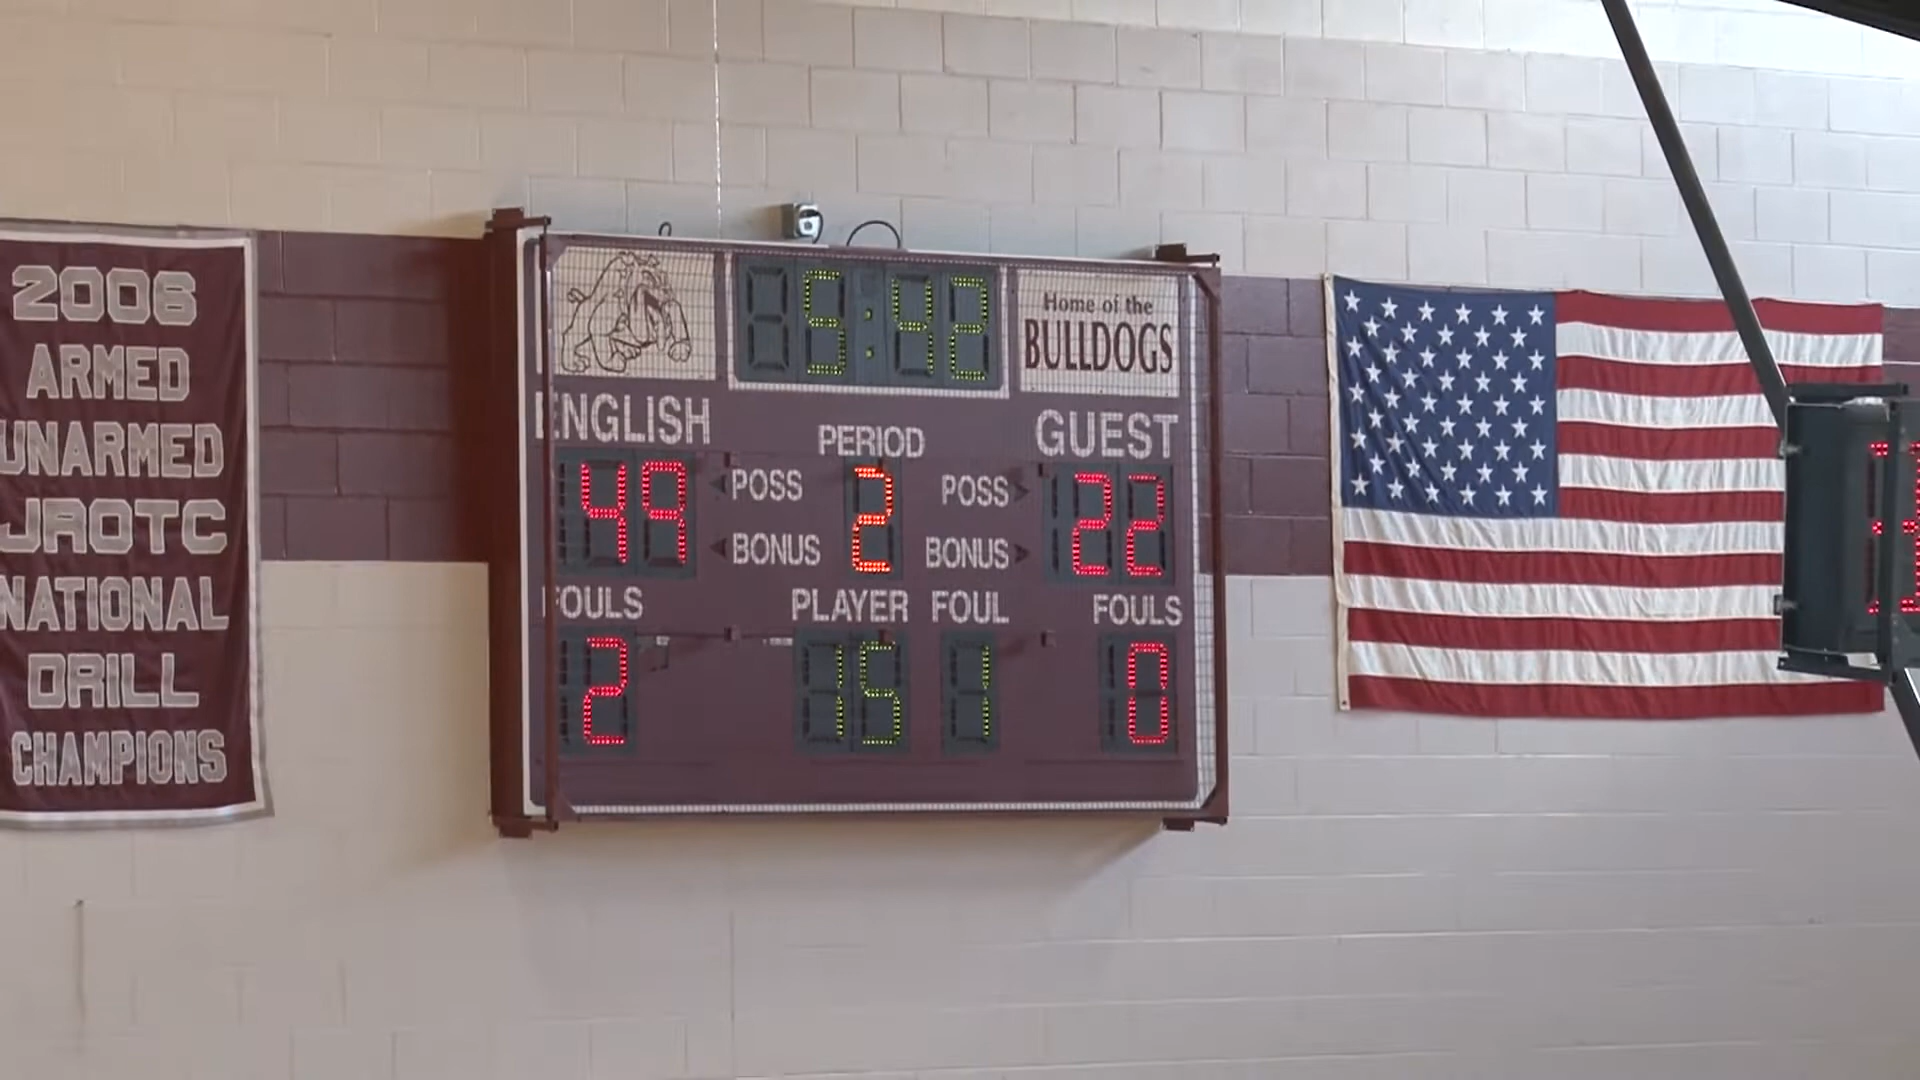 2006
ARMED
UNARMED
JROTC
NATIONAL
DRILL
CHAMPIONS
5:42
Home of the
BULLDOGS
ENGLISH
PERIOD
GUEST
49
POSS
2
POSS
22
BONUS
BONUS
FOULS
PLAYER
FOUL
FOULS
2
15
1
0